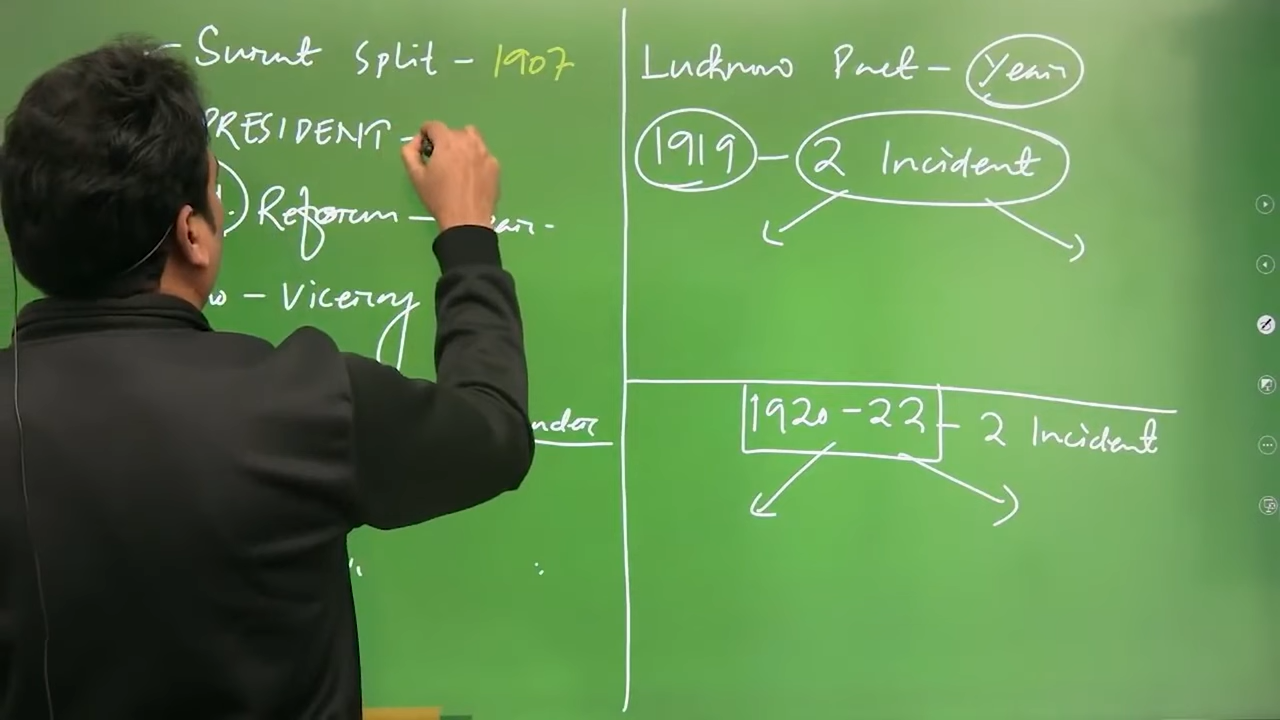 - Surat Split - 1907
PRESIDENT -
Reform -
- Viceroy
Lucknow Pact - Year
1919 - 2 Incident
1920-22 - 2 Incident